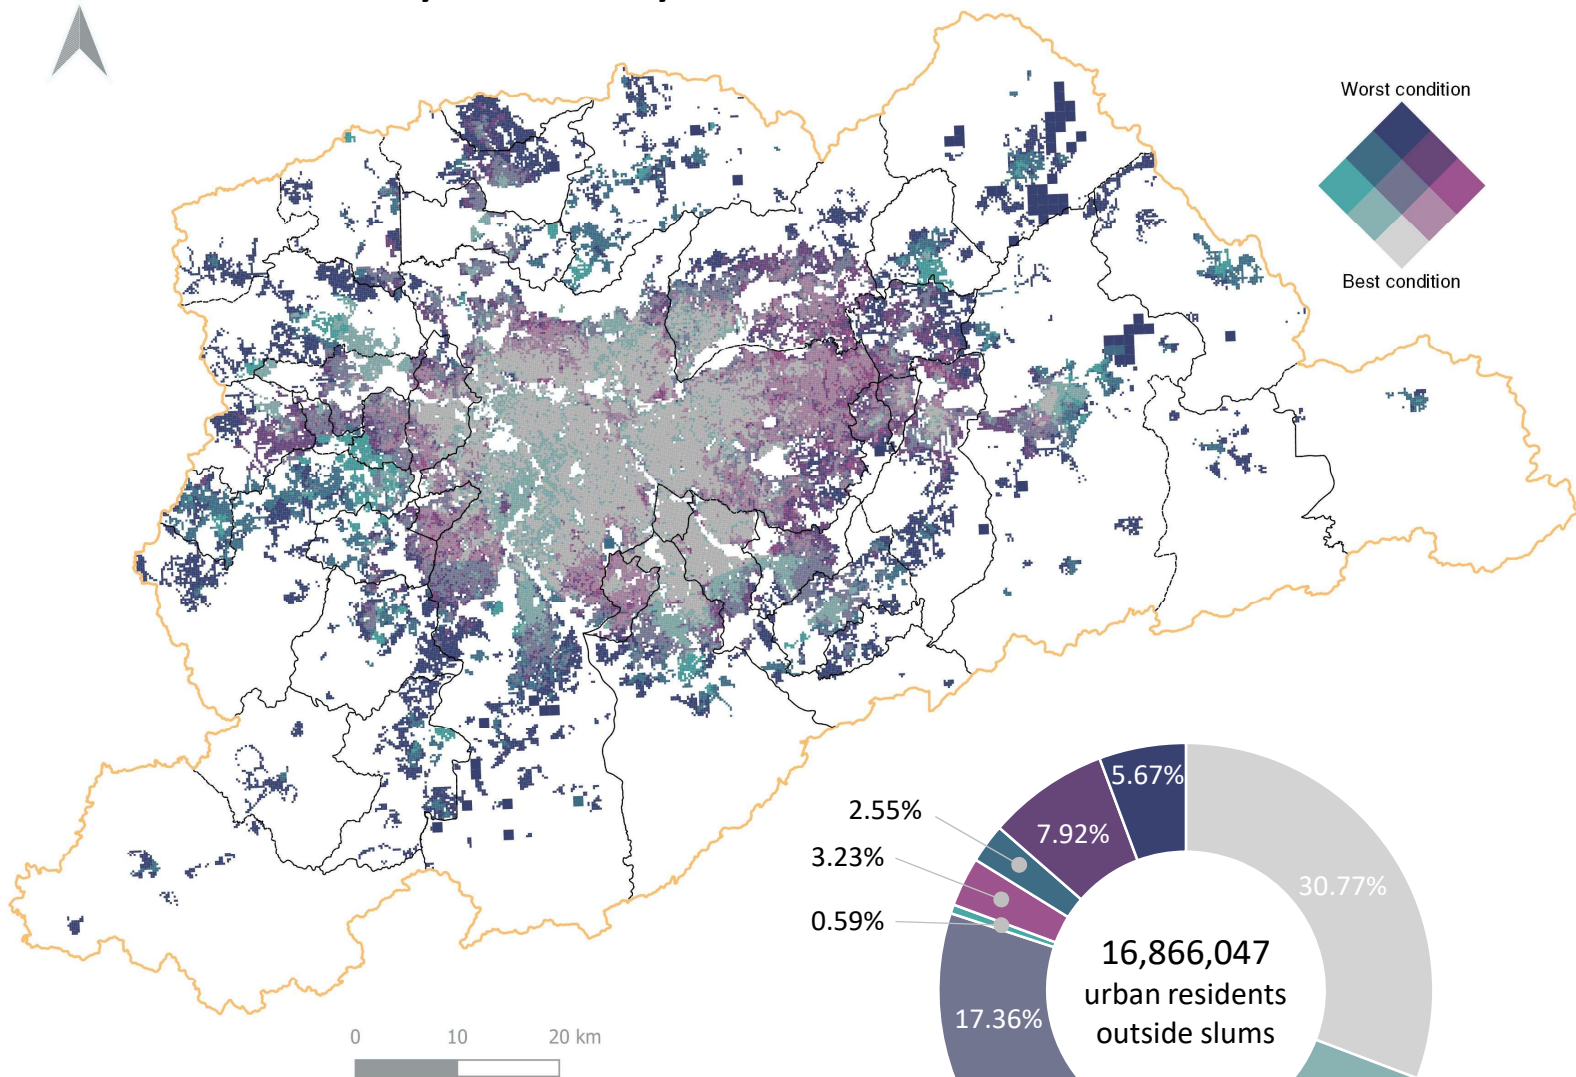 Worst condition
Best condition
5.67%
2.55%
7.92%
3.23%
30.77%
0.59%
16,866,047
urban residents
outside slums
17.36%
0 10 20 km